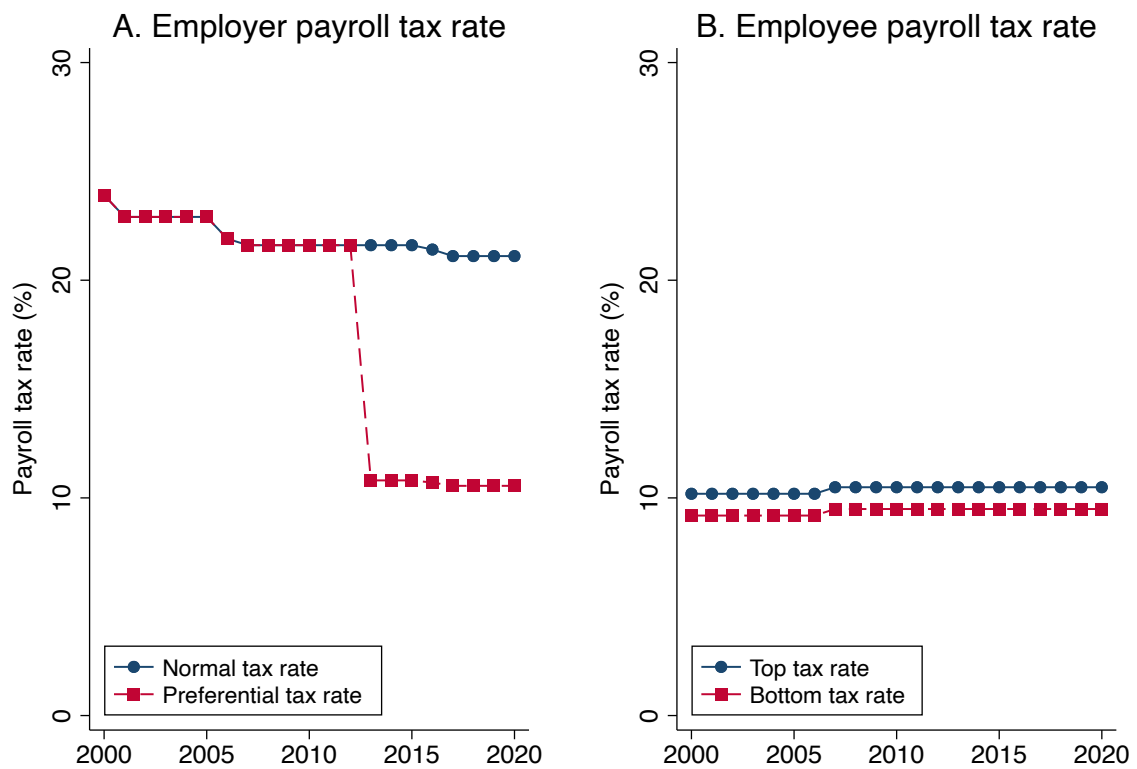 A. Employer payroll tax rate
Payroll tax rate (%)
30
20
10
0
Normal tax rate
Preferential tax rate
2000 2005 2010 2015 2020
B. Employee payroll tax rate
Payroll tax rate (%)
30
20
10
0
Top tax rate
Bottom tax rate
2000 2005 2010 2015 2020